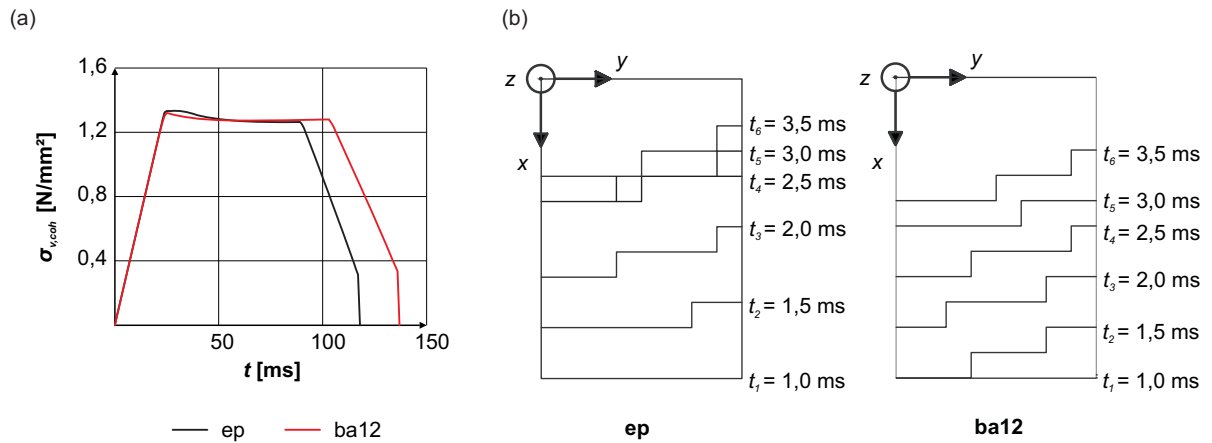 (a)
1,6
1.2
0,8
0,4
σv,coh [N/mm²]
50
100
150
t [ms]
ep
ba12
(b)
z
y
x
t6 = 3,5 ms
t5 = 3,0 ms
t4 = 2,5 ms
t3 = 2,0 ms
t2 = 1,5 ms
t1 = 1,0 ms
ep
z
y
x
t6 = 3,5 ms
t5 = 3,0 ms
t4 = 2,5 ms
t3 = 2,0 ms
t2 = 1,5 ms
t1 = 1,0 ms
ba12